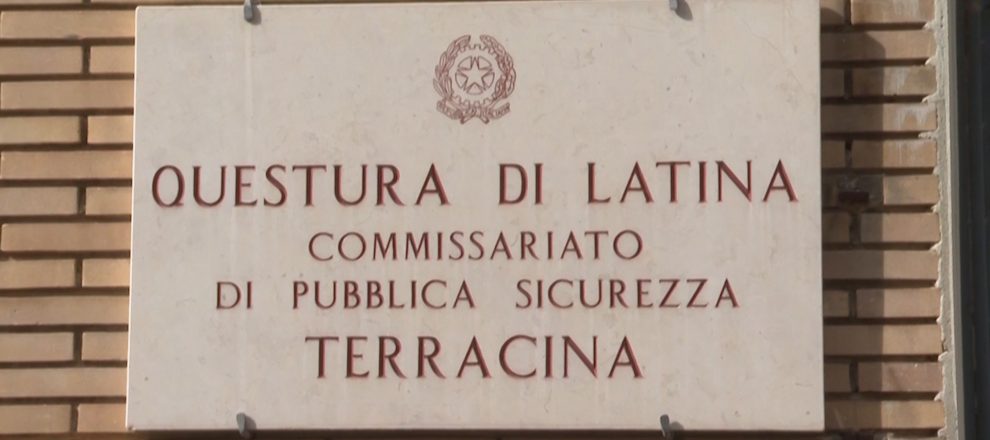 QUESTURA DI LATINA
COMMISSARIATO
DI PUBBLICA SICUREZZA
TERRACINA